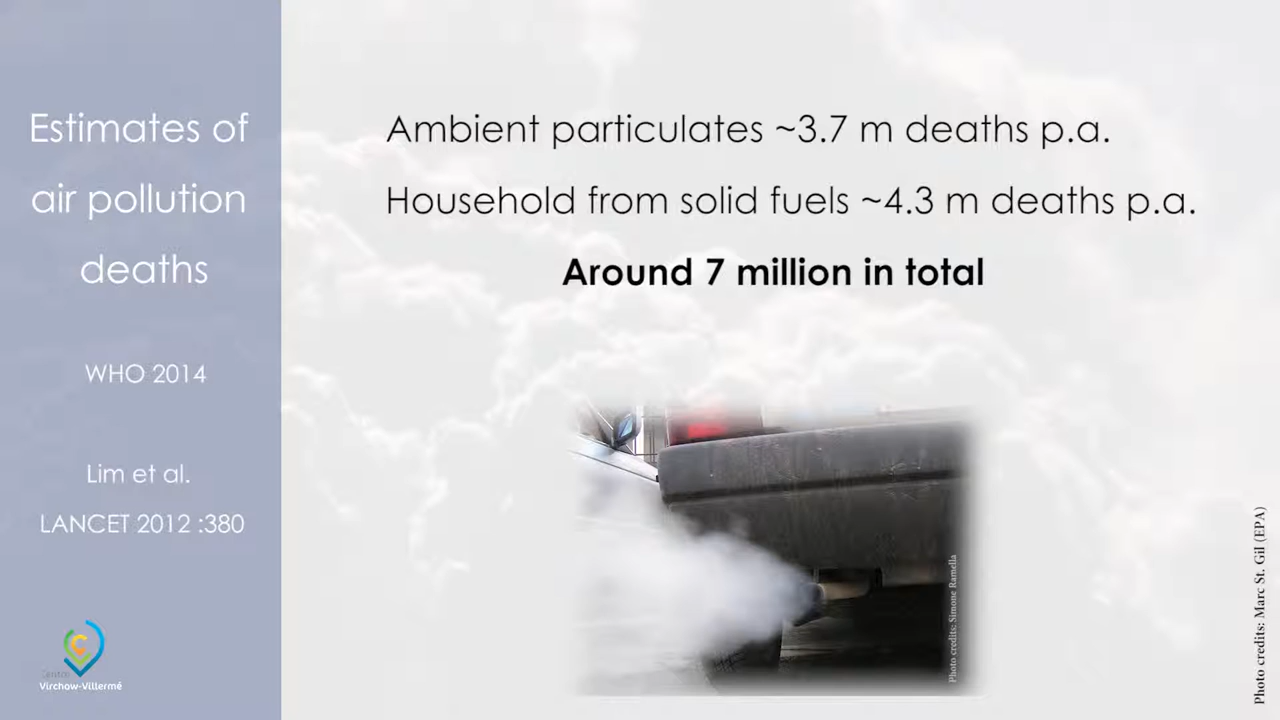 Estimates of
air pollution
deaths
WHO 2014
Lim et al.
LANCET 2012 :380
Centre
Virchow-Villermé
Ambient particulates ~3.7 m deaths p.a.
Household from solid fuels ~4.3 m deaths p.a.
Around 7 million in total
Photo credits: Simone Ramella
Photo credits: Marc St. Gil (EPA)